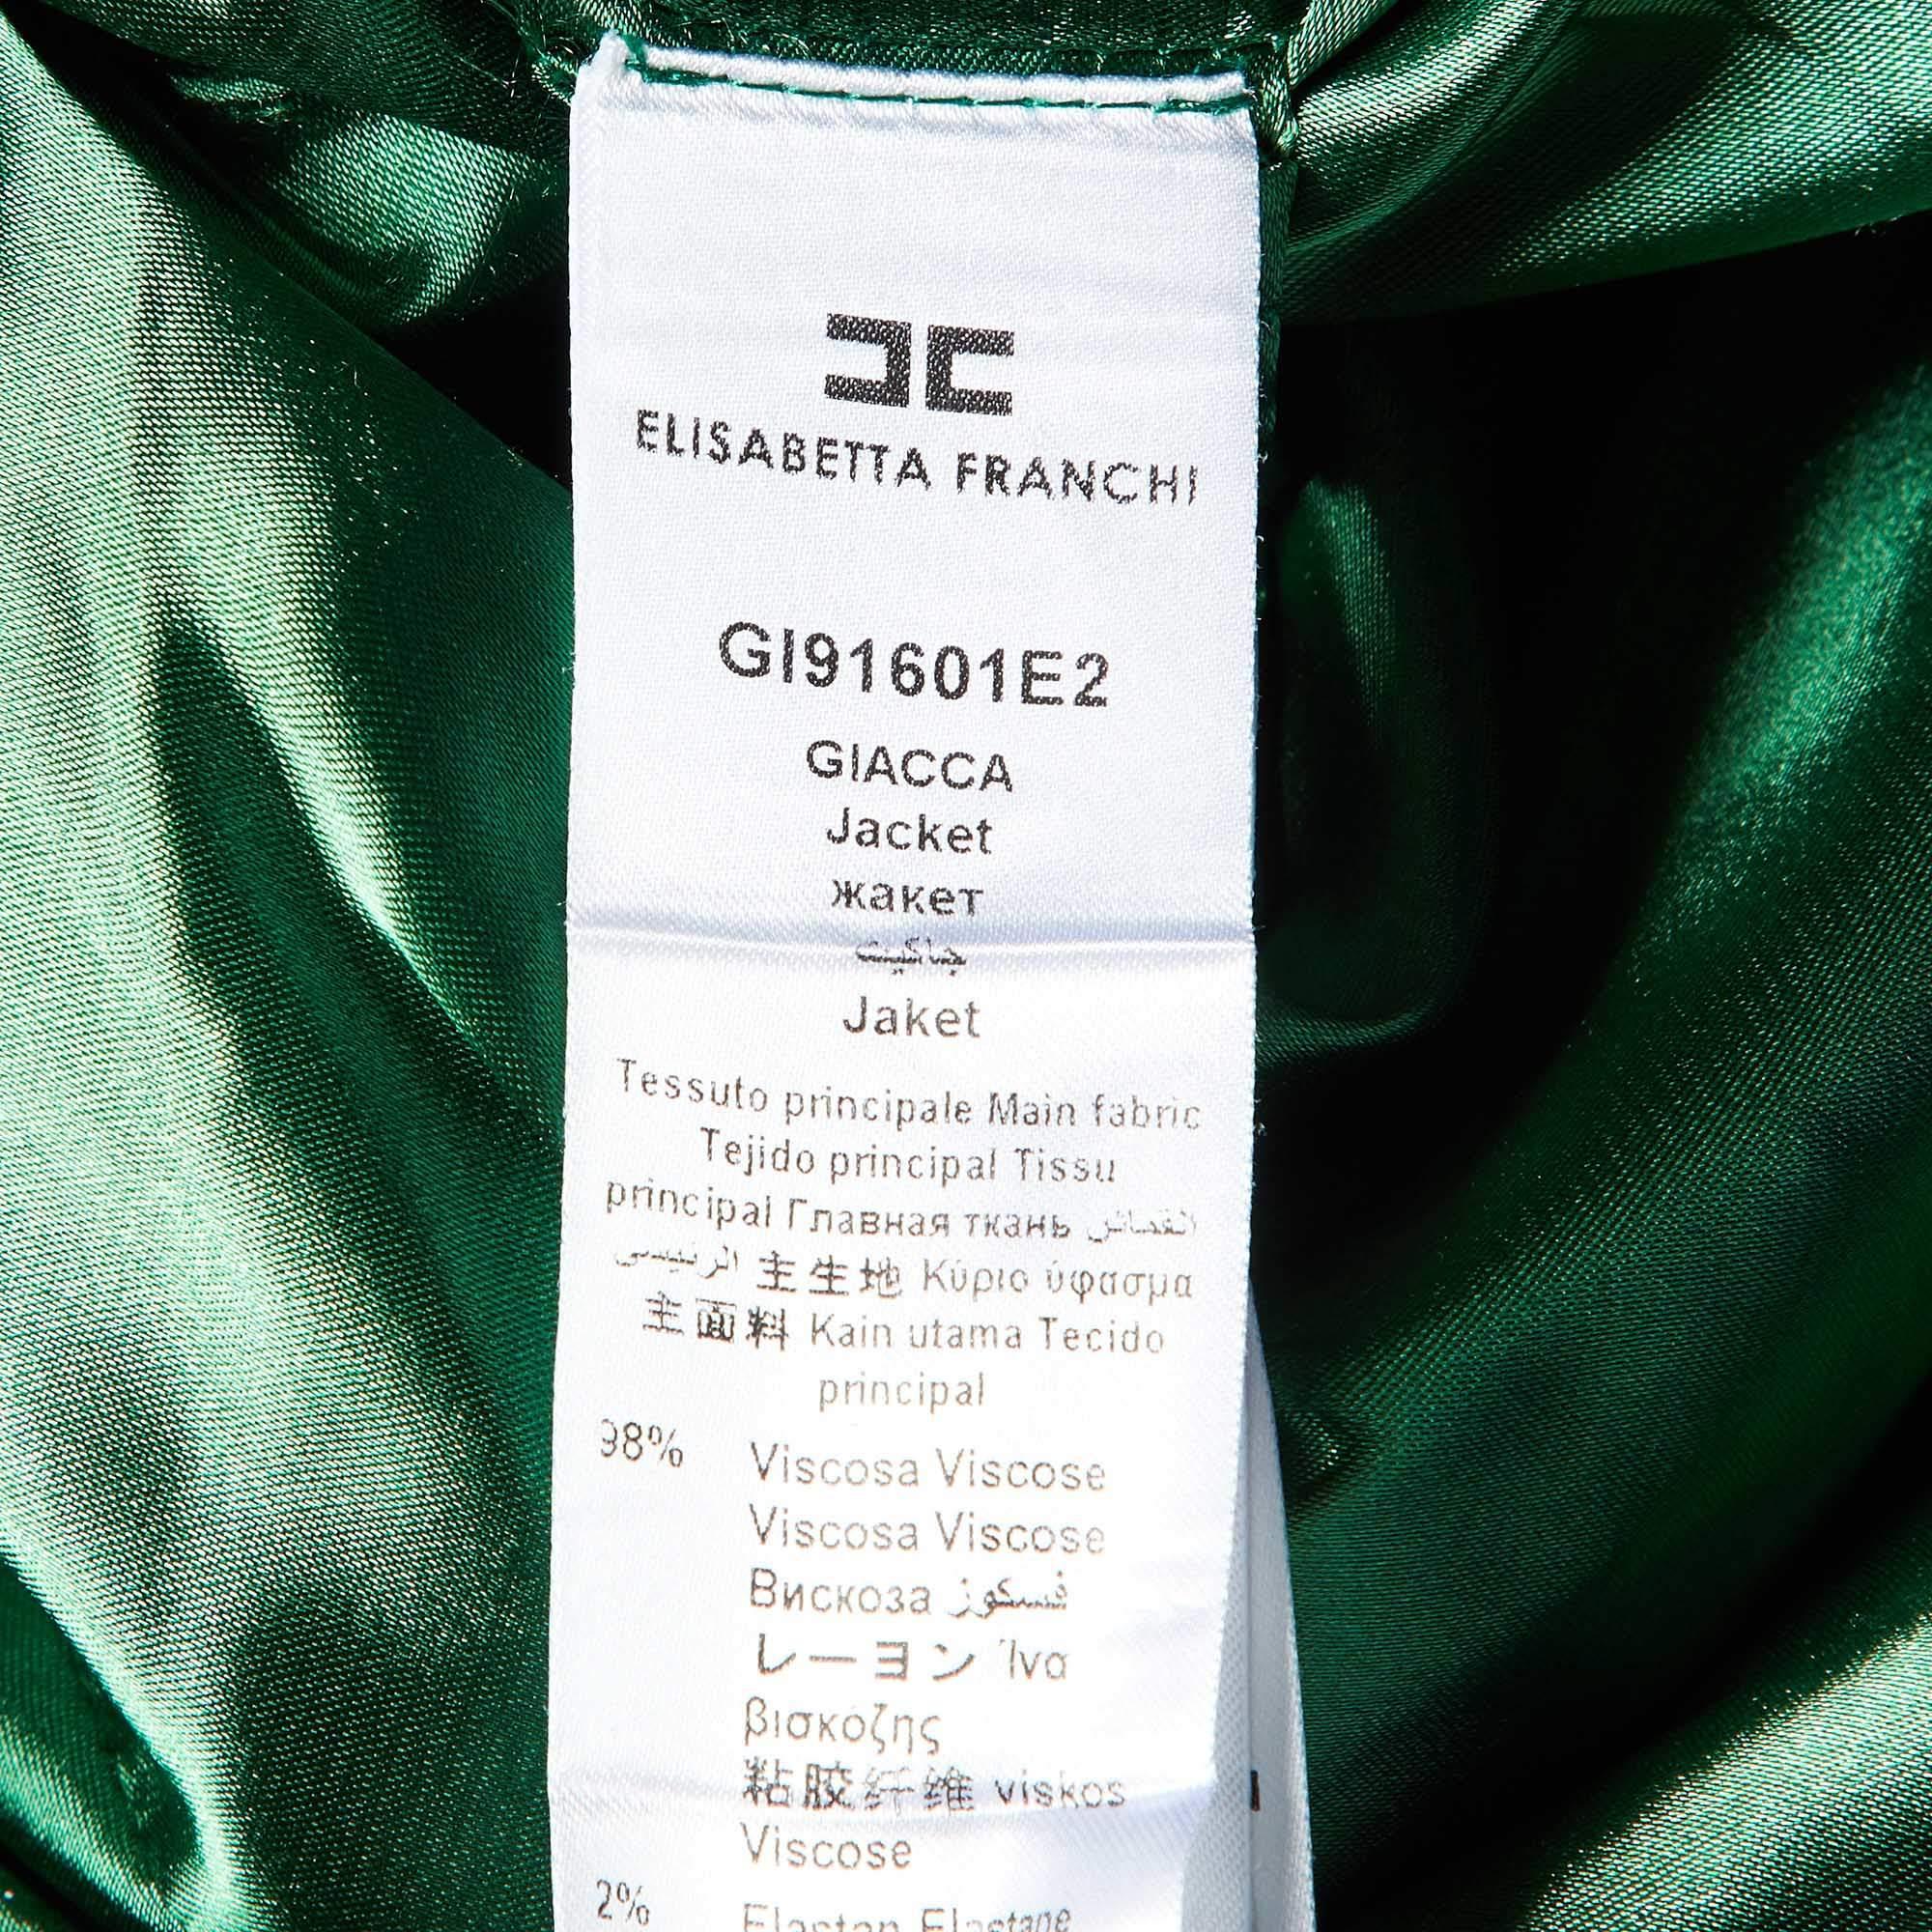 ELISABETTA FRANCHI
GI91601E2
GIACCA
Jacket
жакет
جاكيت
Jaket
Tessuto principale Main fabric
Tejido principal Tissu
principal Главная ткань القماش
الرئيسي 主生地 Κύριο ύφασμα
主面料 Kain utama Tecido
principal
98% Viscosa Viscose
Viscosa Viscose
Вискоза فسكوز
レーヨン Ίνα
βισκόζης
粘胶纤维 viskos
Viscose
2% Elastan Elastane